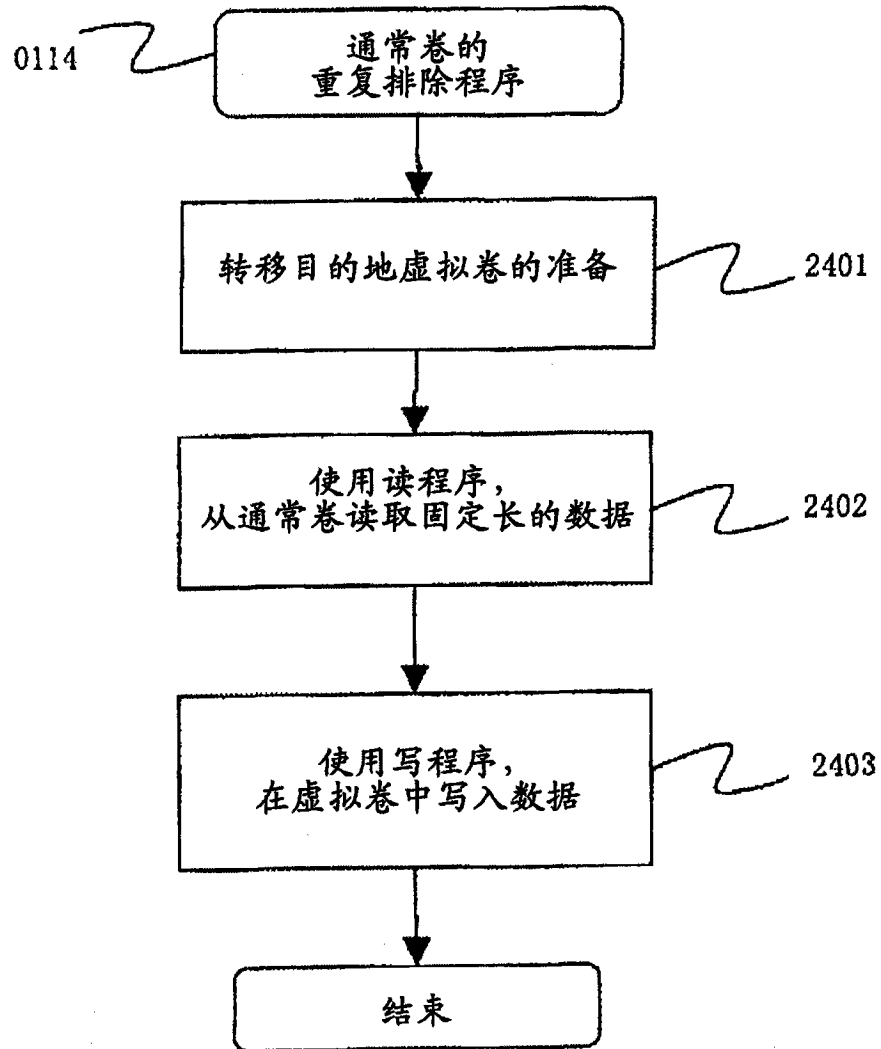 0114
通常卷的
重复排除程序
转移目的地虚拟卷的准备
2401
使用读程序,
从通常卷读取固定长的数据
2402
使用写程序,
在虚拟卷中写入数据
2403
结束